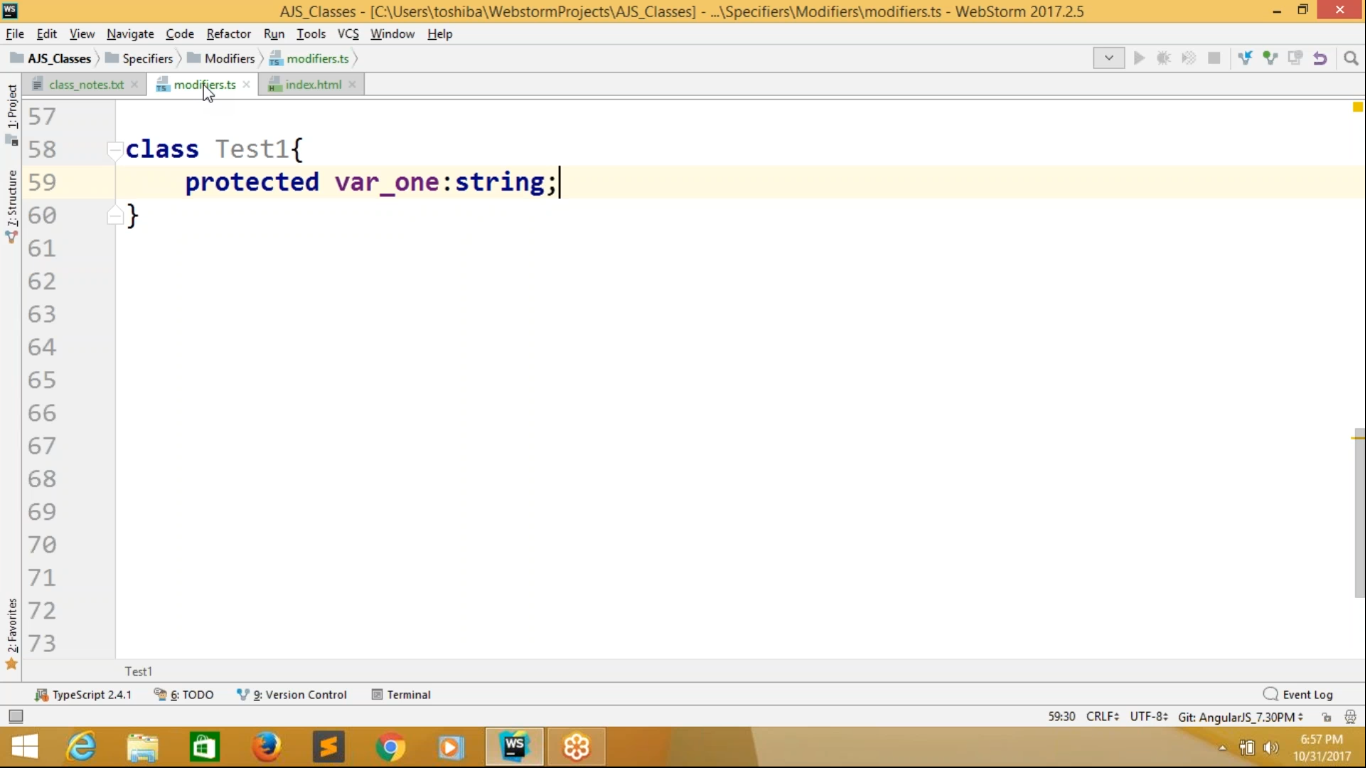 AJS_Classes - [C:\Users\toshiba\WebstormProjects\AJS_Classes] - ...\Specifiers\Modifiers\modifiers.ts - WebStorm 2017.2.5
File Edit View Navigate Code Refactor Run Tools VCS Window Help
AJS_Classes Specifiers Modifiers modifiers.ts
class_notes.txt modifiers.ts index.html
1: Project
7: Structure
2: Favorites
57
58 class Test1{
59 protected var_one:string;
60 }
61
62
63
64
65
66
67
68
69
70
71
72
73
Test1
TypeScript 2.4.1 6: TODO 9: Version Control Terminal Event Log
59:30 CRLF UTF-8 Git: AngularJS_7.30PM
6:57 PM
10/31/2017